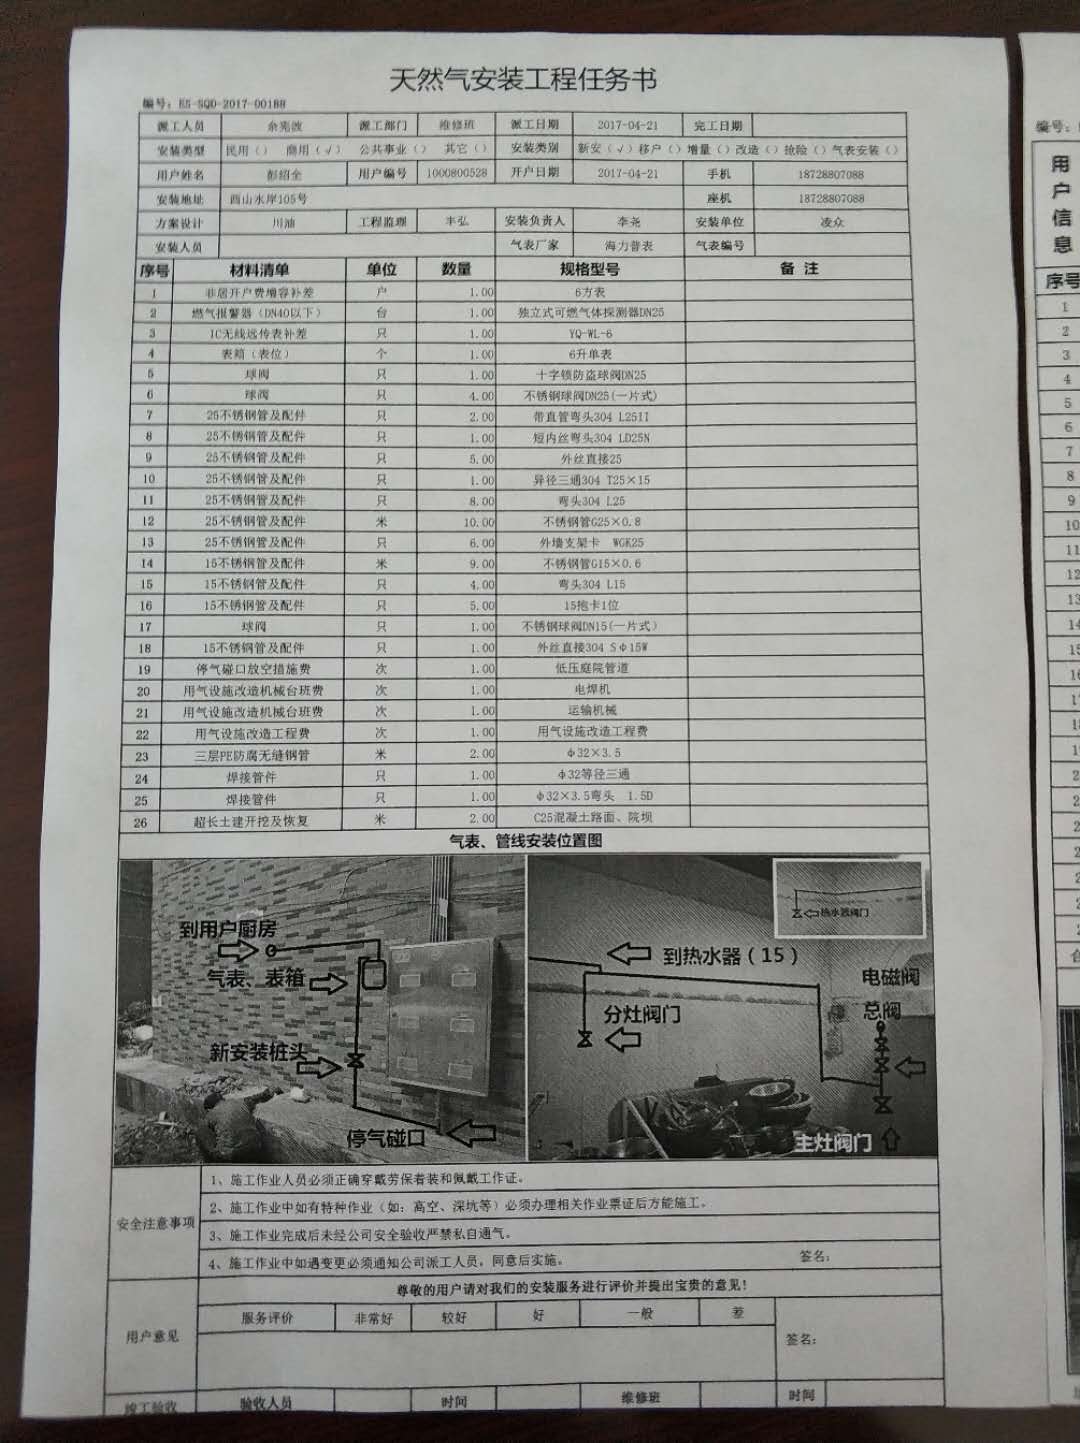 天然气安装工程任务书
编号：ES-SQD-2017-00188
派工人员 余宪波 派工部门 维修班 派工日期 2017-04-21 完工日期
安装类型 民用（ ） 商用（√） 公共事业（ ） 其它（ ） 安装类别 新安（√）移户（ ）增量（ ）改造（ ）抢险（ ）气表安装（ ）
用户姓名 彭绍全 用户编号 1000800528 开户日期 2017-04-21 手机 18728807088
安装地址 西山水岸105号 座机 18728807088
方案设计 川油 工程监理 丰弘 安装负责人 李尧 安装单位 凌众
安装人员 气表厂家 海力普表 气表编号
序号 材料清单 单位 数量 规格型号 备 注
1 非居开户费增容补差 户 1.00 6方表
2 燃气报警器（DN40以下） 台 1.00 独立式可燃气体探测器DN25
3 IC无线远传表补差 只 1.00 YQ-WL-6
4 表箱（表位） 个 1.00 6升单表
5 球阀 只 1.00 十字锁防盗球阀DN25
6 球阀 只 4.00 不锈钢球阀DN25(一片式)
7 25不锈钢管及配件 只 2.00 带直管弯头304 L25II
8 25不锈钢管及配件 只 1.00 短内丝弯头304 LD25N
9 25不锈钢管及配件 只 5.00 外丝直接25
10 25不锈钢管及配件 只 1.00 异径三通304 T25×15
11 25不锈钢管及配件 只 8.00 弯头304 L25
12 25不锈钢管及配件 米 10.00 不锈钢管G25×0.8
13 25不锈钢管及配件 只 6.00 外墙支架卡 WGK25
14 15不锈钢管及配件 米 9.00 不锈钢管G15×0.6
15 15不锈钢管及配件 只 4.00 弯头304 L15
16 15不锈钢管及配件 只 5.00 15抱卡1位
17 球阀 只 1.00 不锈钢球阀DN15(一片式）
18 15不锈钢管及配件 只 1.00 外丝直接304 Sφ15W
19 停气碰口放空措施费 次 1.00 低压庭院管道
20 用气设施改造机械台班费 次 1.00 电焊机
21 用气设施改造机械台班费 次 1.00 运输机械
22 用气设施改造工程费 次 1.00 用气设施改造工程费
23 三层PE防腐无缝钢管 米 2.00 φ32×3.5
24 焊接管件 只 1.00 φ32等径三通
25 焊接管件 只 1.00 φ32×3.5弯头 1.5D
26 超长土建开挖及恢复 米 2.00 C25混凝土路面、院坝
气表、管线安装位置图
到用户厨房
气表、表箱
新安装桩头
停气碰口
热水器阀门
到热水器（15）
电磁阀
分灶阀门
总阀
主灶阀门
安全注意事项
1、施工作业人员必须正确穿戴劳保着装和佩戴工作证。
2、施工作业中如有特种作业（如：高空、深坑等）必须办理相关作业票证后方能施工。
3、施工作业完成后未经公司安全验收严禁私自通气。
4、施工作业中如遇变更必须通知公司派工人员，同意后实施。 签名：
用户意见
尊敬的用户请对我们的安装服务进行评价并提出宝贵的意见！
服务评价 非常好 较好 好 一般 差
签名：
竣工验收 验收人员 时间 维修班 时间
编号：
用户信息
序号
1
2
3
4
5
6
7
8
9
10
11
12